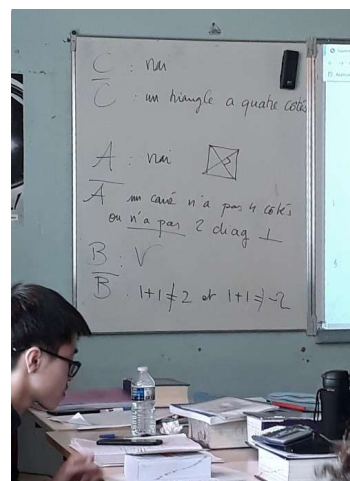 C : vrai
C̅ : un triangle a quatre cotés
A : vrai
A̅ un carré n'a pas 4 côtés
ou n'a pas 2 diag ⊥
B : V
B̅ : 1+1≠2 et 1+1≠-2